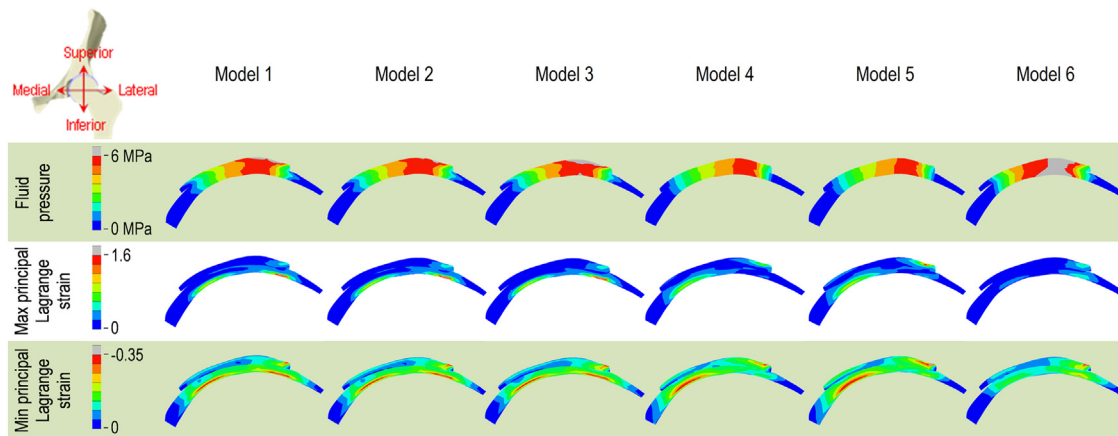 Superior
Medial
Lateral
Inferior
Model 1
Model 2
Model 3
Model 4
Model 5
Model 6
Fluid
pressure
6 MPa
0 MPa
Max principal
Lagrange
strain
1.6
0
Min principal
Lagrange
strain
-0.35
0